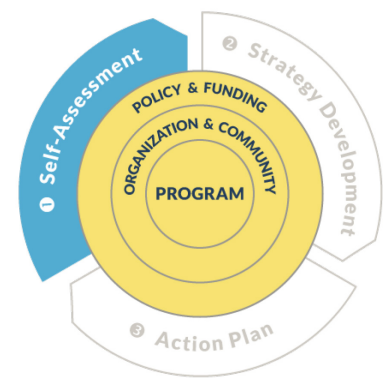 ❶ Self-Assessment
❷ Strategy Development
❸ Action Plan
POLICY & FUNDING
ORGANIZATION & COMMUNITY
PROGRAM